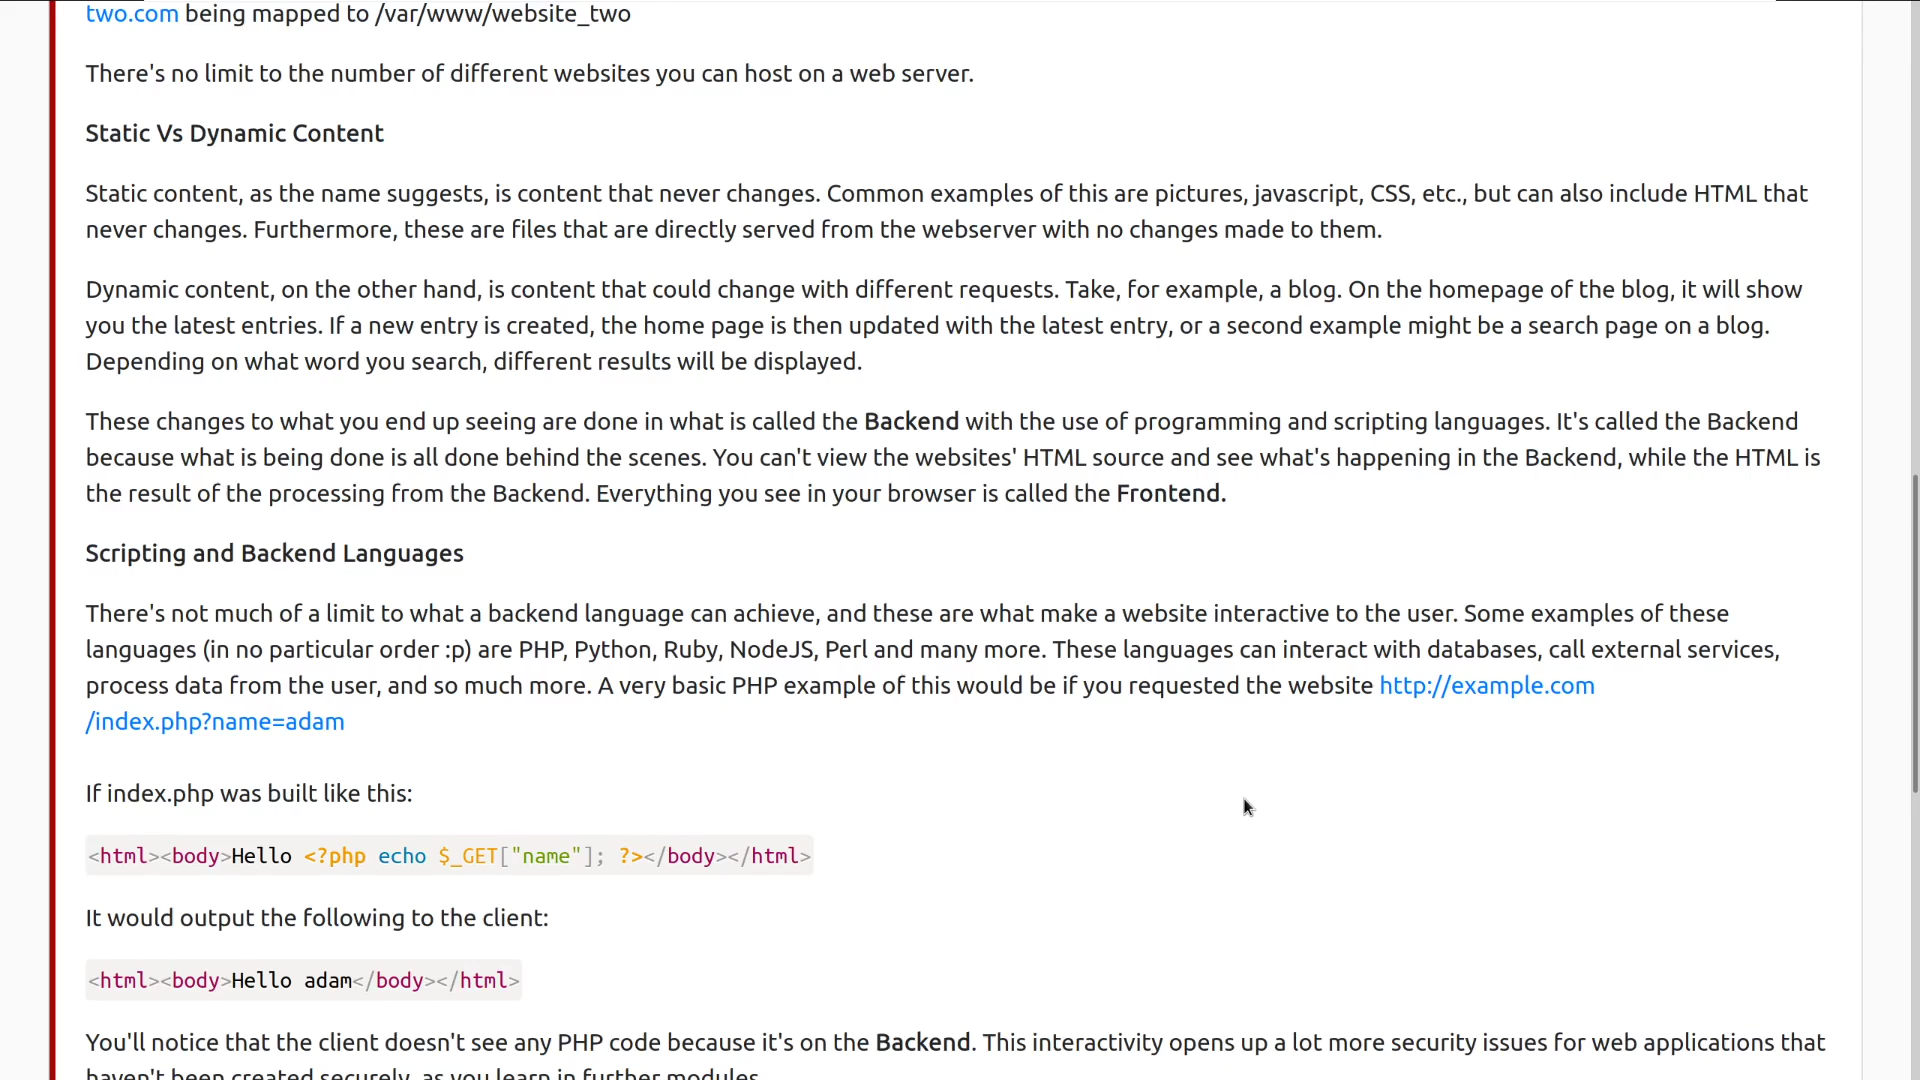 two.com being mapped to /var/www/website_two
There's no limit to the number of different websites you can host on a web server.
Static Vs Dynamic Content
Static content, as the name suggests, is content that never changes. Common examples of this are pictures, javascript, CSS, etc., but can also include HTML that
never changes. Furthermore, these are files that are directly served from the webserver with no changes made to them.
Dynamic content, on the other hand, is content that could change with different requests. Take, for example, a blog. On the homepage of the blog, it will show
you the latest entries. If a new entry is created, the home page is then updated with the latest entry, or a second example might be a search page on a blog.
Depending on what word you search, different results will be displayed.
These changes to what you end up seeing are done in what is called the Backend with the use of programming and scripting languages. It's called the Backend
because what is being done is all done behind the scenes. You can't view the websites' HTML source and see what's happening in the Backend, while the HTML is
the result of the processing from the Backend. Everything you see in your browser is called the Frontend.
Scripting and Backend Languages
There's not much of a limit to what a backend language can achieve, and these are what make a website interactive to the user. Some examples of these
languages (in no particular order :p) are PHP, Python, Ruby, NodeJS, Perl and many more. These languages can interact with databases, call external services,
process data from the user, and so much more. A very basic PHP example of this would be if you requested the website http://example.com
/index.php?name=adam
If index.php was built like this:
<html><body>Hello <?php echo $_GET["name"]; ?></body></html>
It would output the following to the client:
<html><body>Hello adam</body></html>
You'll notice that the client doesn't see any PHP code because it's on the Backend. This interactivity opens up a lot more security issues for web applications that
haven't been created securely, as you learn in further modules.